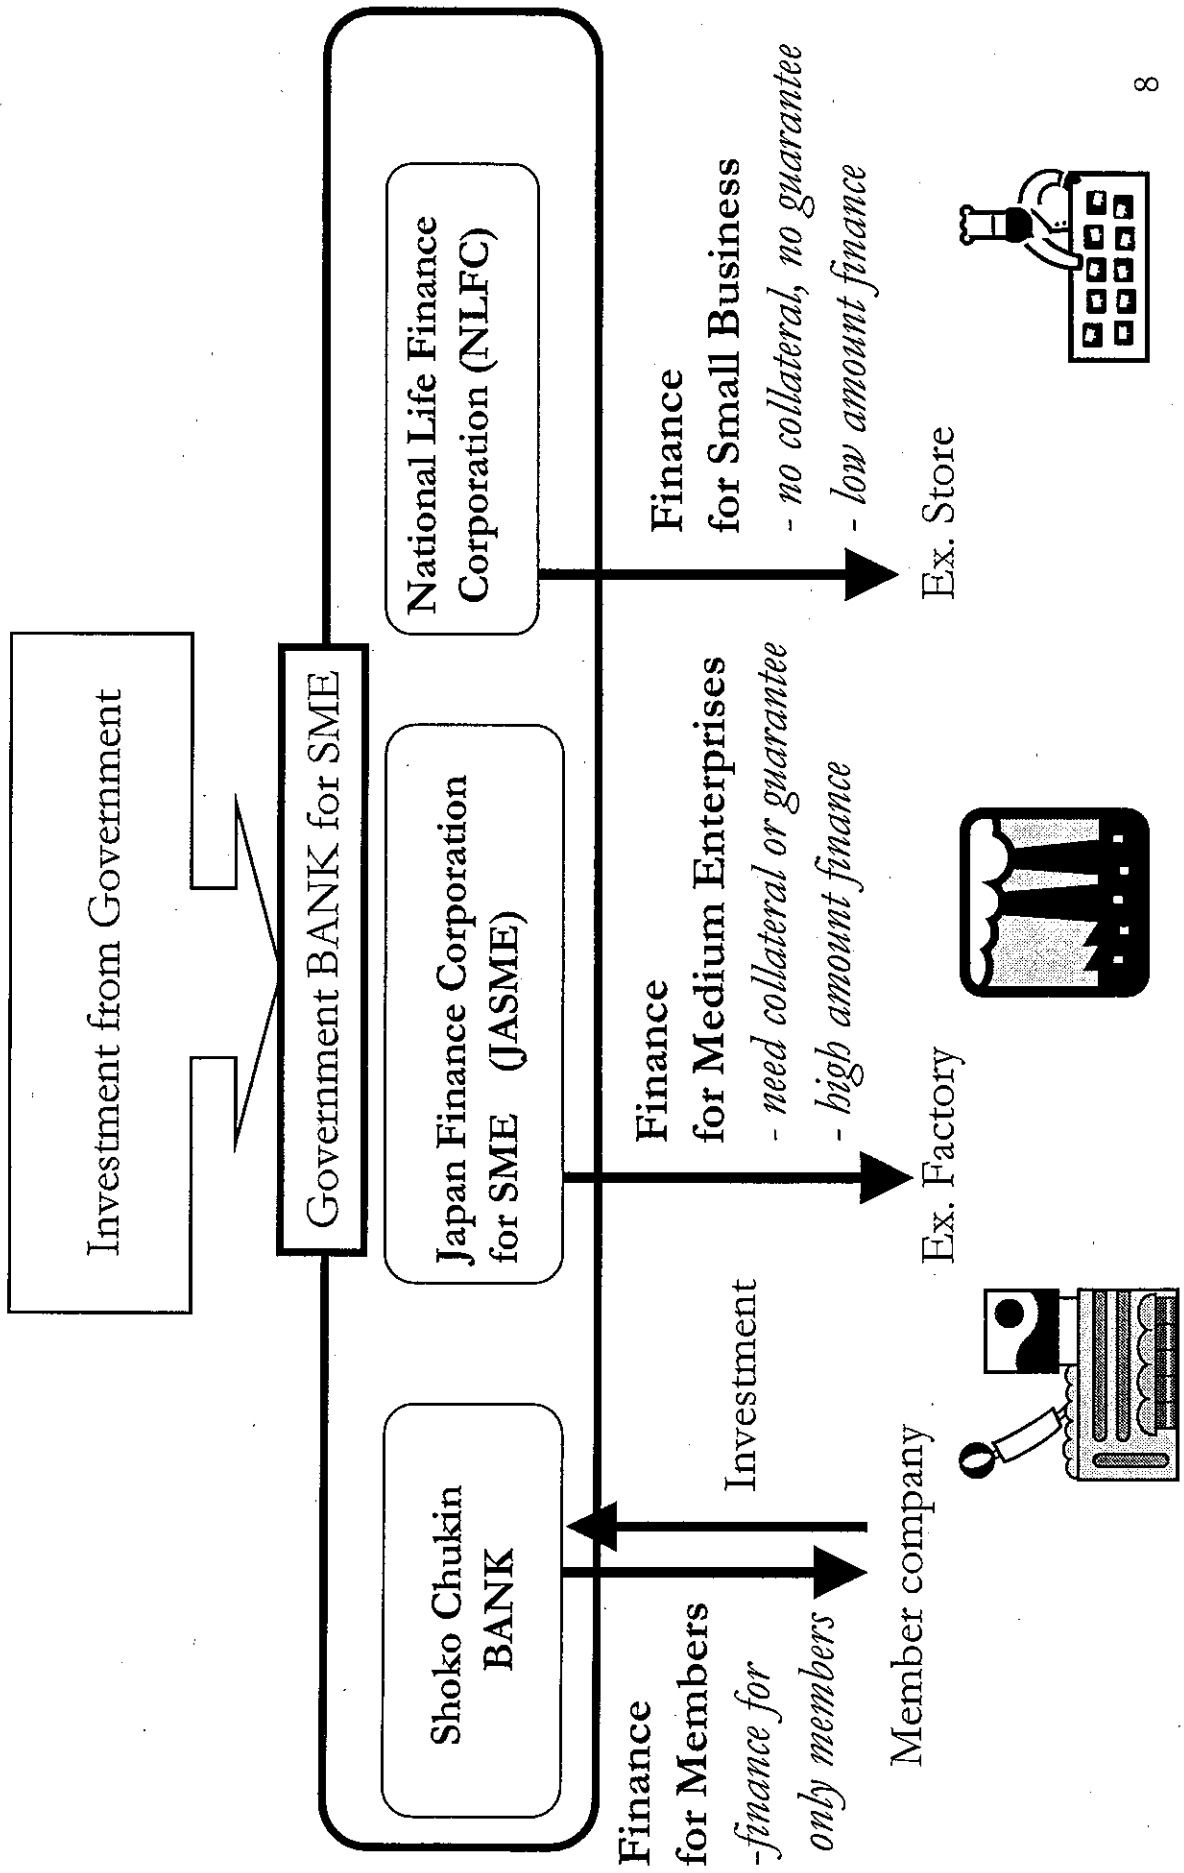 Investment from Government
Government BANK for SME
Shoko Chukin
BANK
Japan Finance Corporation
for SME (JASME)
National Life Finance
Corporation (NLFC)
Finance
for Members
-finance for
only members
Investment
Member company
Finance
for Medium Enterprises
- need collateral or guarantee
- high amount finance
Ex. Factory
Finance
for Small Business
- no collateral, no guarantee
- low amount finance
Ex. Store
8